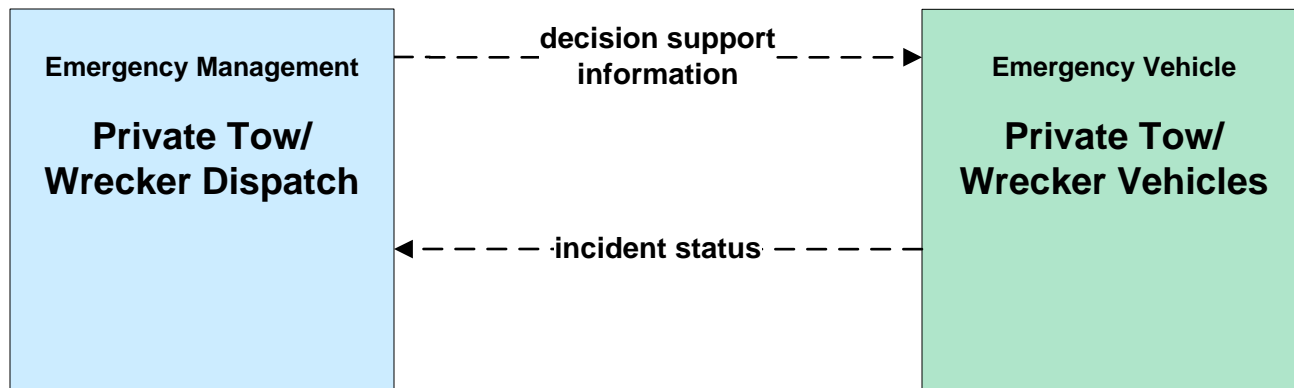 Emergency Management
Private Tow/
Wrecker Dispatch
decision support
information
incident status
Emergency Vehicle
Private Tow/
Wrecker Vehicles